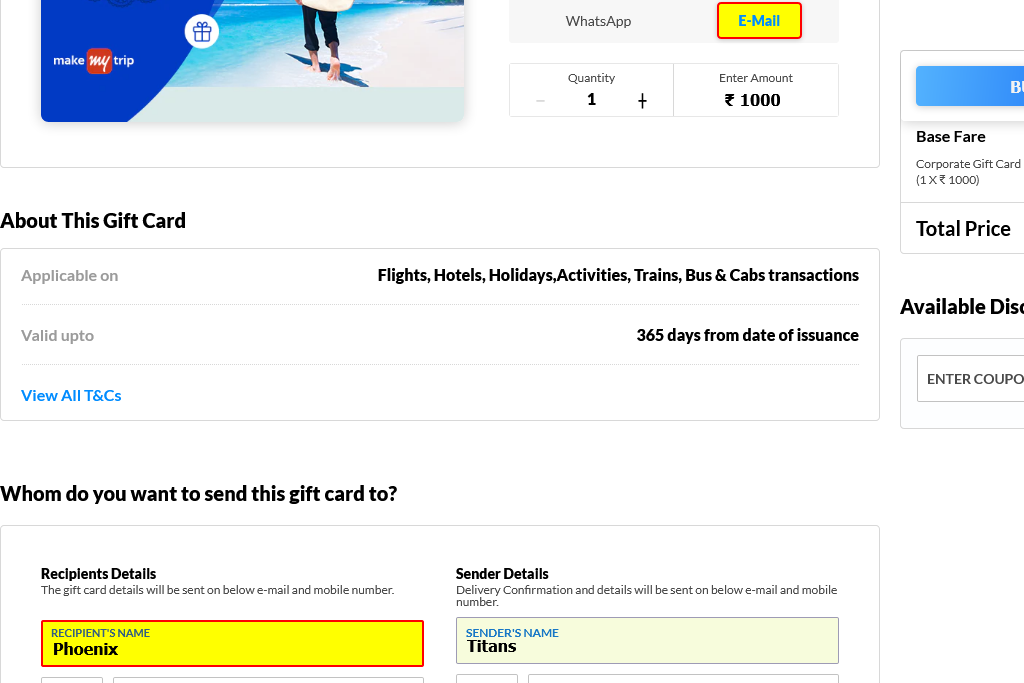 WhatsApp
E-Mail
make my trip
Quantity
1
Enter Amount
₹ 1000
Base Fare
Corporate Gift Card
(1 X ₹ 1000)
Total Price
About This Gift Card
Applicable on
Flights, Hotels, Holidays,Activities, Trains, Bus & Cabs transactions
Valid upto
365 days from date of issuance
View All T&Cs
Whom do you want to send this gift card to?
Recipients Details
The gift card details will be sent on below e-mail and mobile number.
RECIPIENT'S NAME
Phoenix
Sender Details
Delivery Confirmation and details will be sent on below e-mail and mobile
number.
SENDER'S NAME
Titans
Available
ENTER